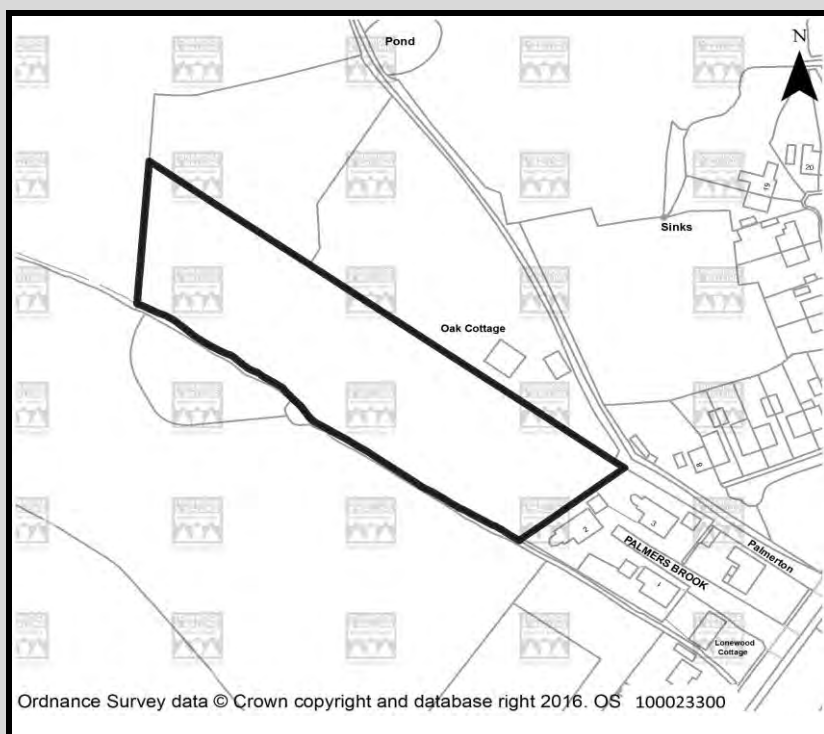 Pond
N
20
19
Sinks
Oak Cottage
8
3
2
PALMERS BROOK
Palmerton
1
Lonewood
Cottage
Ordnance Survey data © Crown copyright and database right 2016. OS 100023300